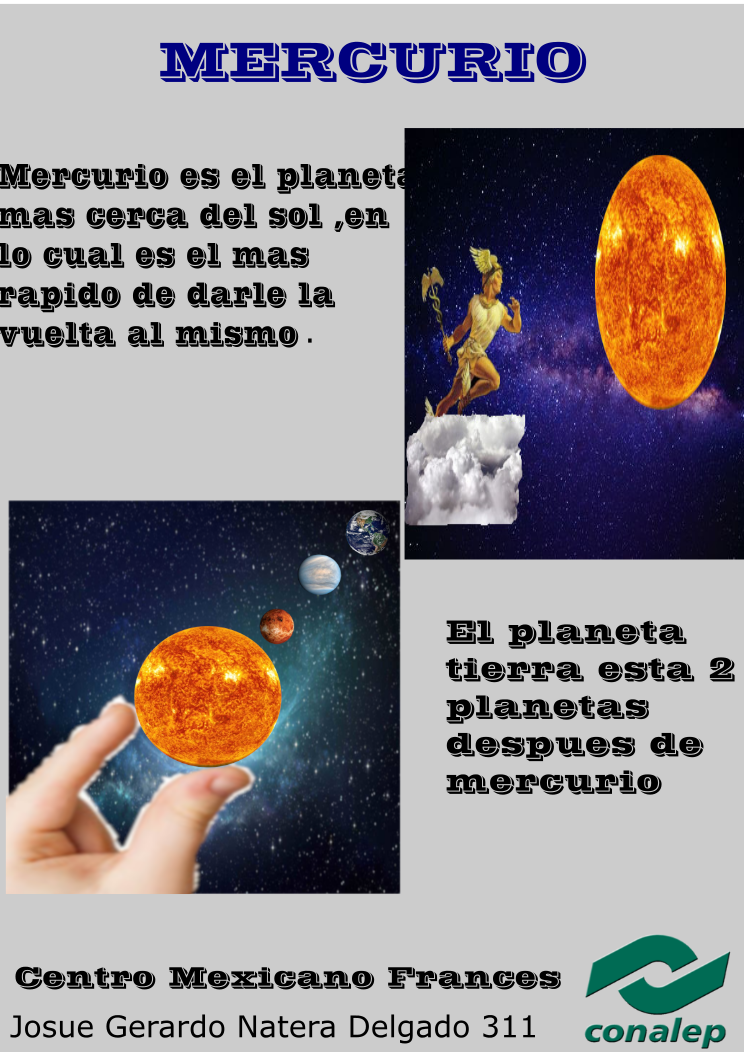 MERCURIO
Mercurio es el planeta
mas cerca del sol ,en
lo cual es el mas
rapido de darle la
vuelta al mismo .
El planeta
tierra esta 2
planetas
despues de
mercurio
Centro Mexicano Frances
Josue Gerardo Natera Delgado 311
conalep